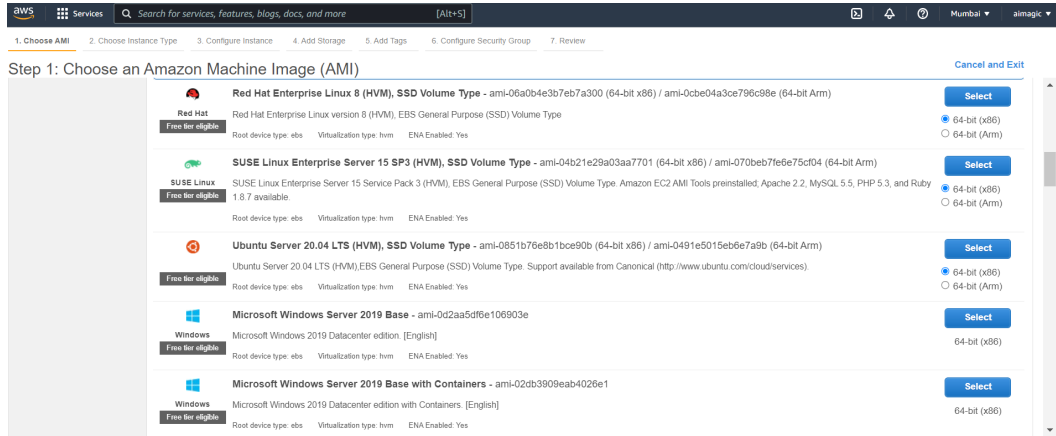 aws Services Search for services, features, blogs, docs, and more [Alt+S] Mumbai ▼ aimagic ▼
1. Choose AMI 2. Choose Instance Type 3. Configure Instance 4. Add Storage 5. Add Tags 6. Configure Security Group 7. Review
Step 1: Choose an Amazon Machine Image (AMI) Cancel and Exit
Red Hat Enterprise Linux 8 (HVM), SSD Volume Type - ami-06a0b4e3b7eb7a300 (64-bit x86) / ami-0cbe04a3ce796c98e (64-bit Arm) Select
Red Hat
Free tier eligible
Red Hat Enterprise Linux version 8 (HVM), EBS General Purpose (SSD) Volume Type
Root device type: ebs Virtualization type: hvm ENA Enabled: Yes
64-bit (x86)
64-bit (Arm)
SUSE Linux Enterprise Server 15 SP3 (HVM), SSD Volume Type - ami-04b21e29a03aa7701 (64-bit x86) / ami-070beb7fe6e75cf04 (64-bit Arm) Select
SUSE Linux
Free tier eligible
SUSE Linux Enterprise Server 15 Service Pack 3 (HVM), EBS General Purpose (SSD) Volume Type. Amazon EC2 AMI Tools preinstalled; Apache 2.2, MySQL 5.5, PHP 5.3, and Ruby
1.8.7 available.
Root device type: ebs Virtualization type: hvm ENA Enabled: Yes
64-bit (x86)
64-bit (Arm)
Ubuntu Server 20.04 LTS (HVM), SSD Volume Type - ami-0851b76e8b1bce90b (64-bit x86) / ami-0491e5015eb6e7a9b (64-bit Arm) Select
Free tier eligible
Ubuntu Server 20.04 LTS (HVM),EBS General Purpose (SSD) Volume Type. Support available from Canonical (http://www.ubuntu.com/cloud/services).
Root device type: ebs Virtualization type: hvm ENA Enabled: Yes
64-bit (x86)
64-bit (Arm)
Microsoft Windows Server 2019 Base - ami-0d2aa5df6e106903e Select
Windows
Free tier eligible
Microsoft Windows 2019 Datacenter edition. [English]
Root device type: ebs Virtualization type: hvm ENA Enabled: Yes
64-bit (x86)
Microsoft Windows Server 2019 Base with Containers - ami-02db3909eab4026e1 Select
Windows
Free tier eligible
Microsoft Windows 2019 Datacenter edition with Containers. [English]
Root device type: ebs Virtualization type: hvm ENA Enabled: Yes
64-bit (x86)